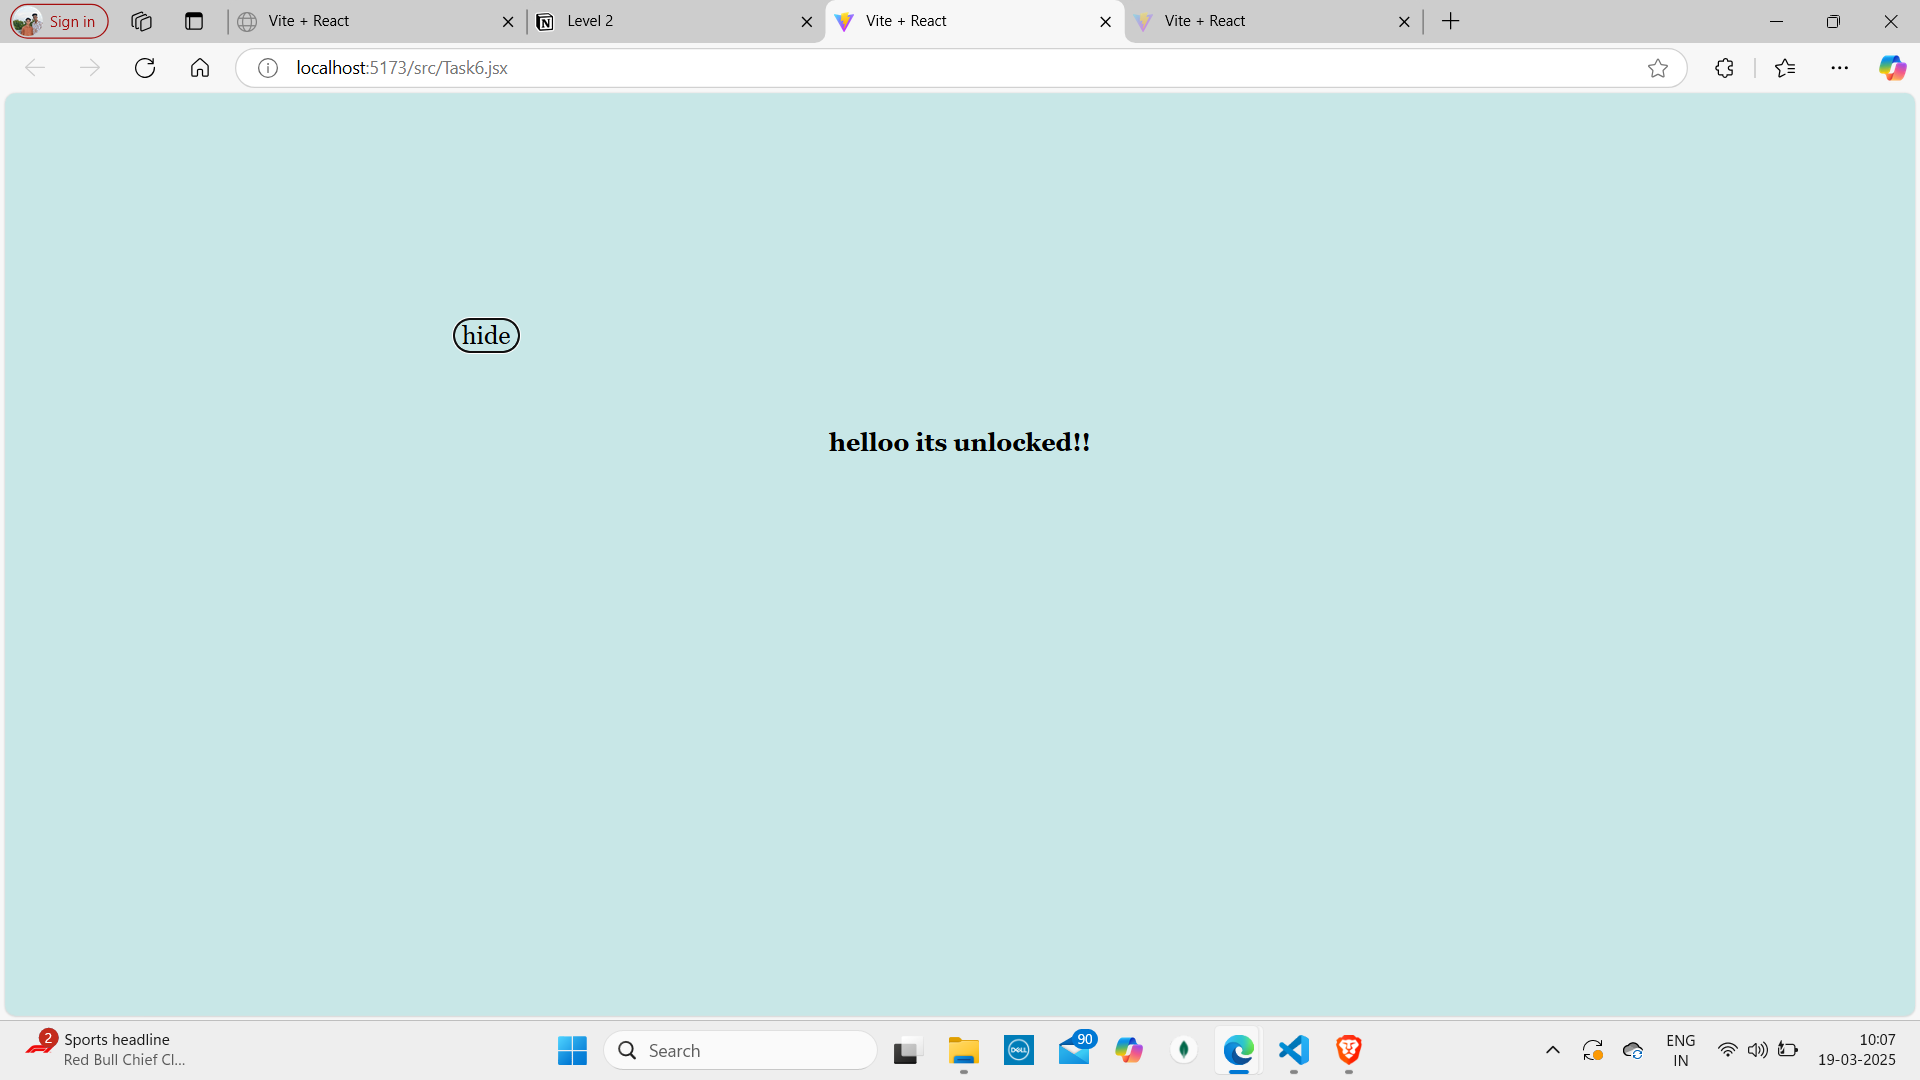 Sign in
Vite + React
Level 2
Vite + React
Vite + React
localhost:5173/src/Task6.jsx
hide
helloo its unlocked!!
2
Sports headline
Red Bull Chief Cl...
Search
DELL
90
ENG
IN
10:07
19-03-2025